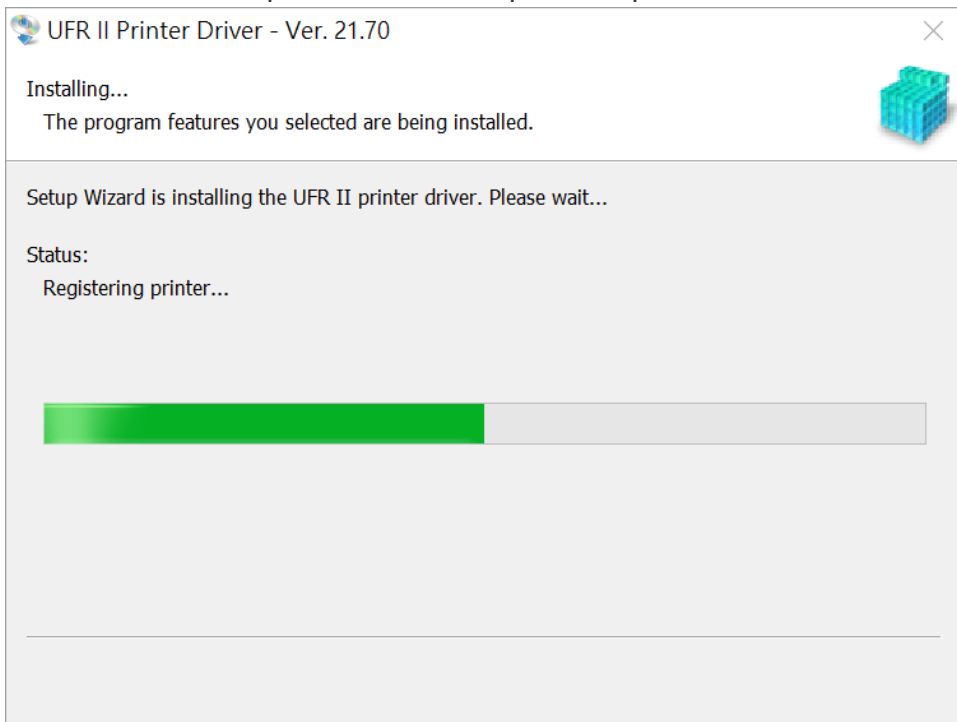 UFR II Printer Driver - Ver. 21.70
Installing...
The program features you selected are being installed.
Setup Wizard is installing the UFR II printer driver. Please wait...
Status:
Registering printer...